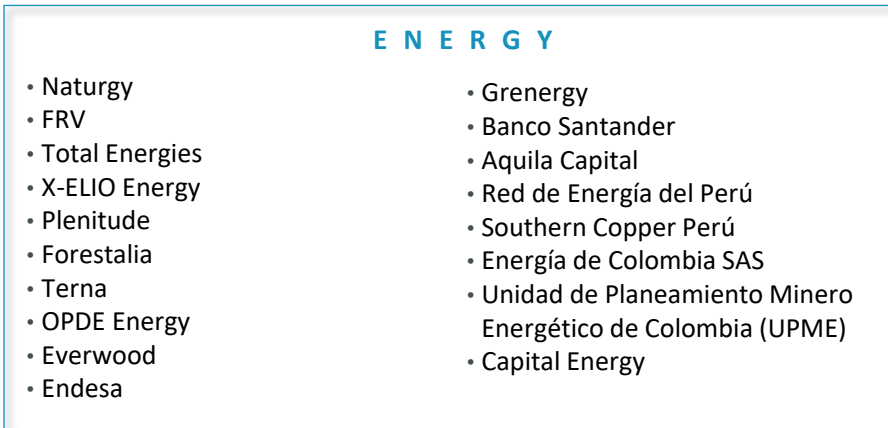 E N E R G Y
• Naturgy
• FRV
• Total Energies
• X-ELIO Energy
• Plenitude
• Forestalia
• Terna
• OPDE Energy
• Everwood
• Endesa
• Grenergy
• Banco Santander
• Aquila Capital
• Red de Energía del Perú
• Southern Copper Perú
• Energía de Colombia SAS
• Unidad de Planeamiento Minero
Energético de Colombia (UPME)
• Capital Energy